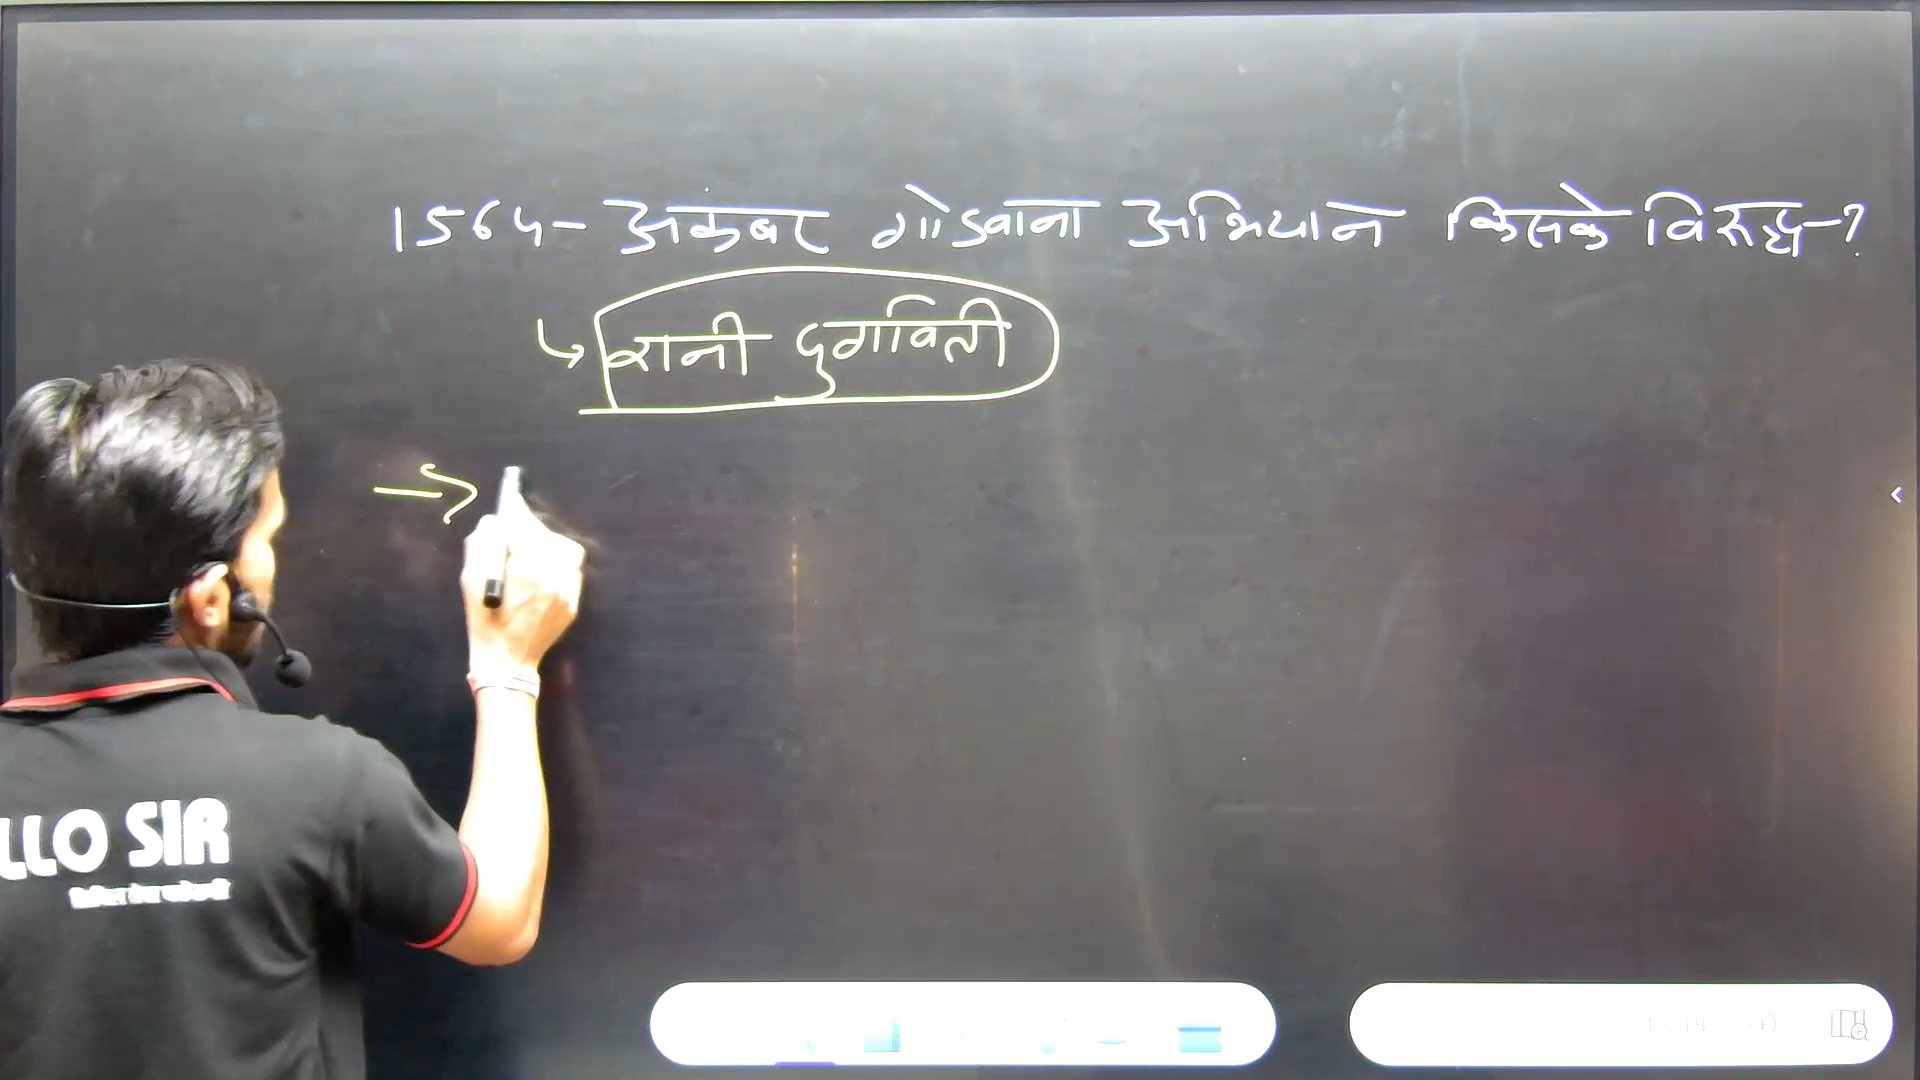 1564- अकबर गोडवाना अभियान किसके विरूद्ध-?
↳ रानी दुर्गावती
→
LLO SIR